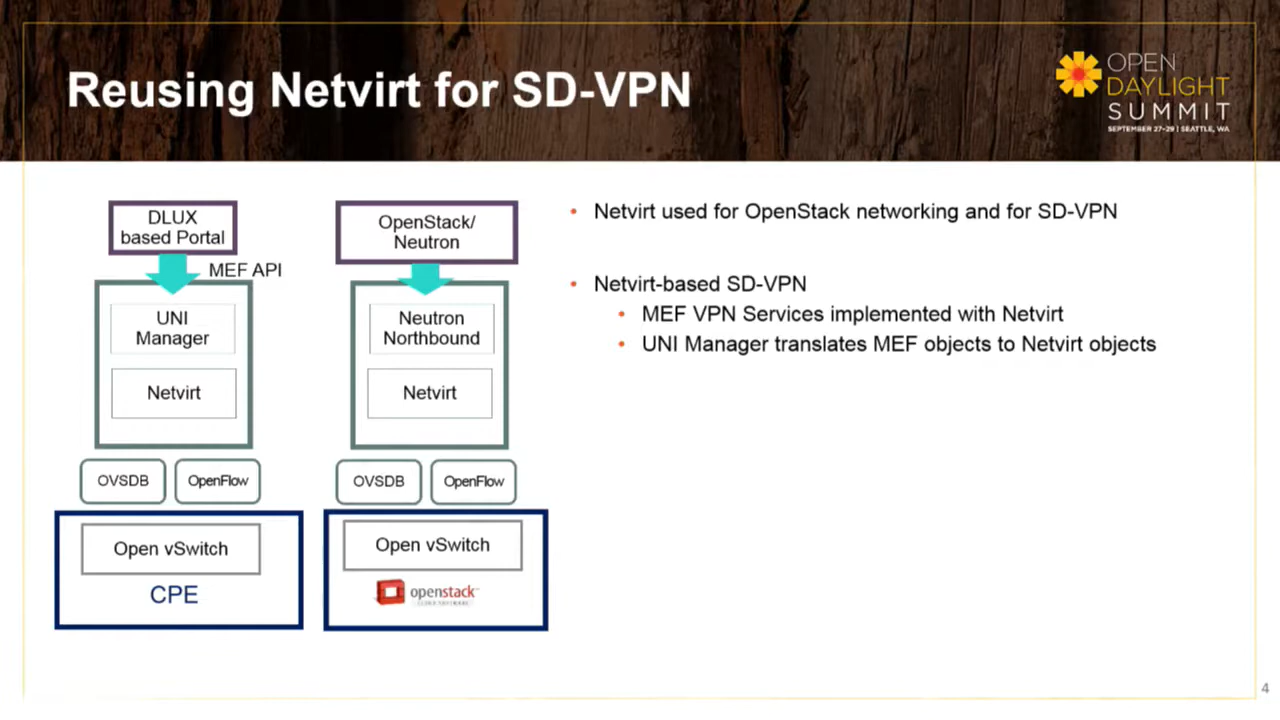 Reusing Netvirt for SD-VPN
OPEN
DAYLIGHT
SUMMIT
SEPTEMBER 27-29 | SEATTLE, WA
DLUX
based Portal
MEF API
UNI
Manager
Netvirt
OVSDB
OpenFlow
Open vSwitch
CPE
OpenStack/
Neutron
Neutron
Northbound
Netvirt
OVSDB
OpenFlow
Open vSwitch
openstack
CLOUD SOFTWARE
• Netvirt used for OpenStack networking and for SD-VPN
• Netvirt-based SD-VPN
• MEF VPN Services implemented with Netvirt
• UNI Manager translates MEF objects to Netvirt objects
4